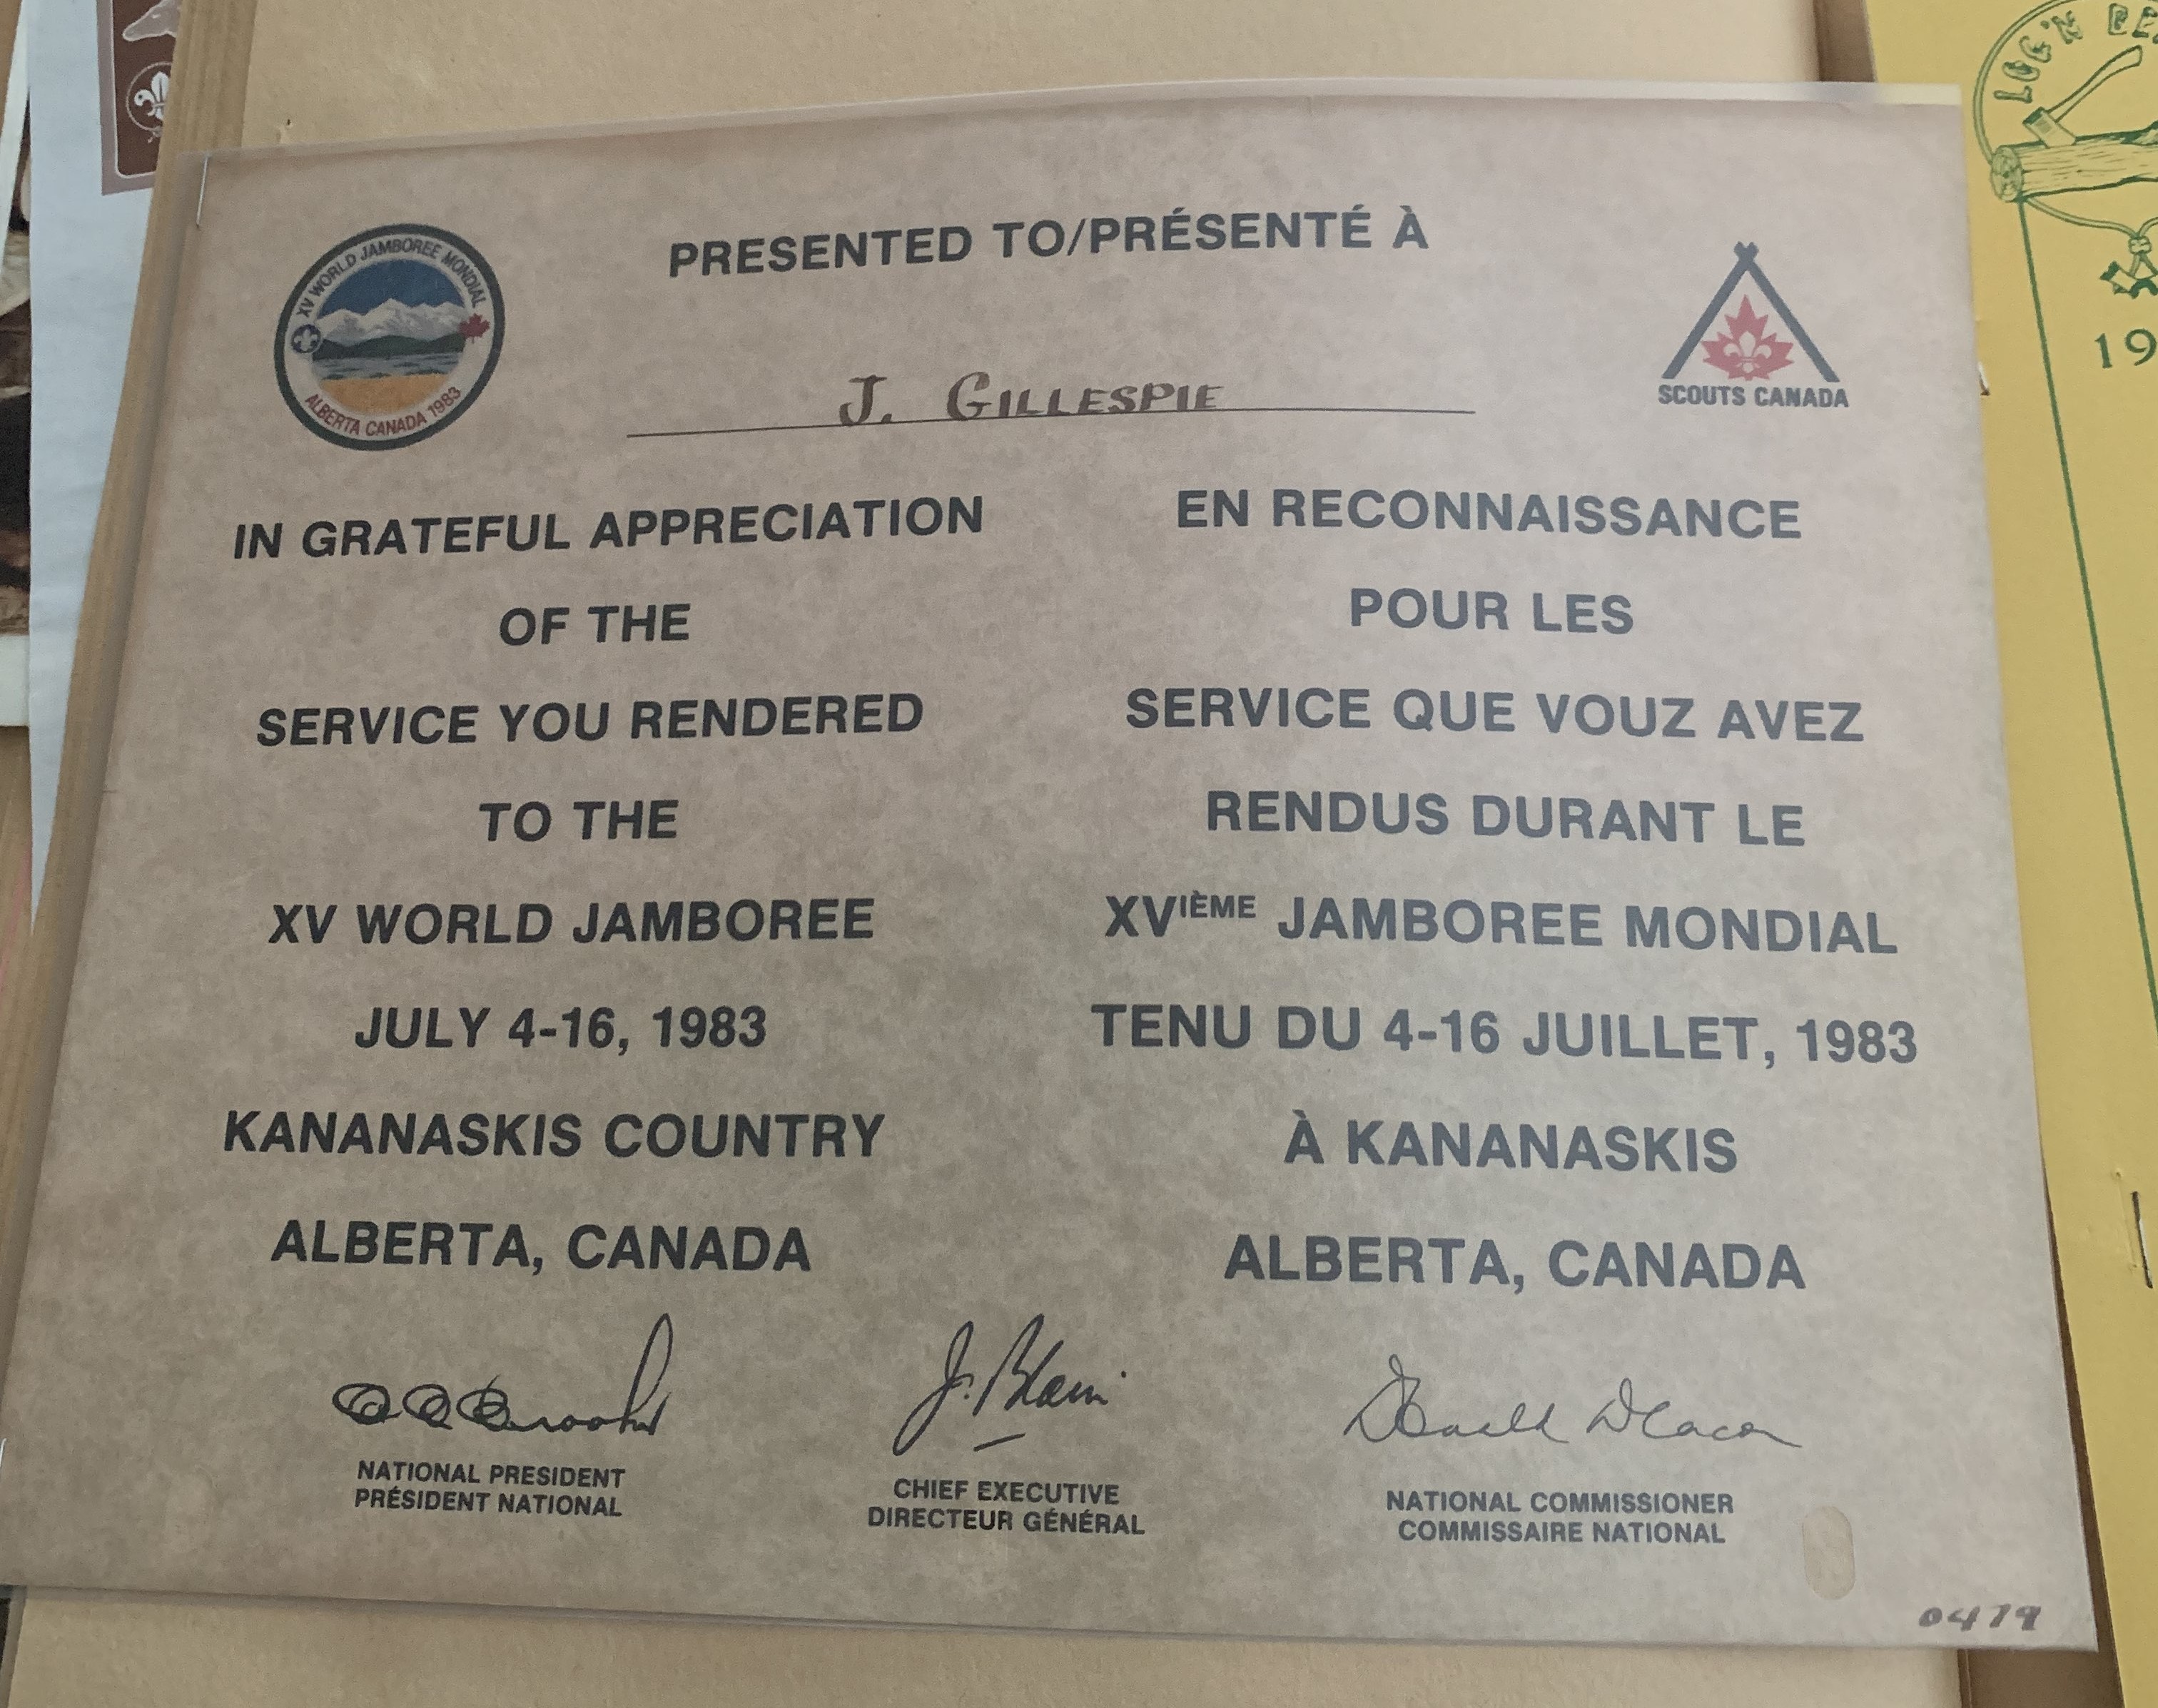 PRESENTED TO/PRÉSENTÉ À
XV WORLD JAMBOREE MONDIAL
ALBERTA CANADA 1983
SCOUTS CANADA
J. GILLESPIE
IN GRATEFUL APPRECIATION
OF THE
SERVICE YOU RENDERED
TO THE
XV WORLD JAMBOREE
JULY 4-16, 1983
KANANASKIS COUNTRY
ALBERTA, CANADA
EN RECONNAISSANCE
POUR LES
SERVICE QUE VOUZ AVEZ
RENDUS DURANT LE
XVIÈME JAMBOREE MONDIAL
TENU DU 4-16 JUILLET, 1983
À KANANASKIS
ALBERTA, CANADA
J. Blain
NATIONAL PRESIDENT
PRÉSIDENT NATIONAL
CHIEF EXECUTIVE
DIRECTEUR GÉNÉRAL
NATIONAL COMMISSIONER
COMMISSAIRE NATIONAL
0479
LOG'N
19